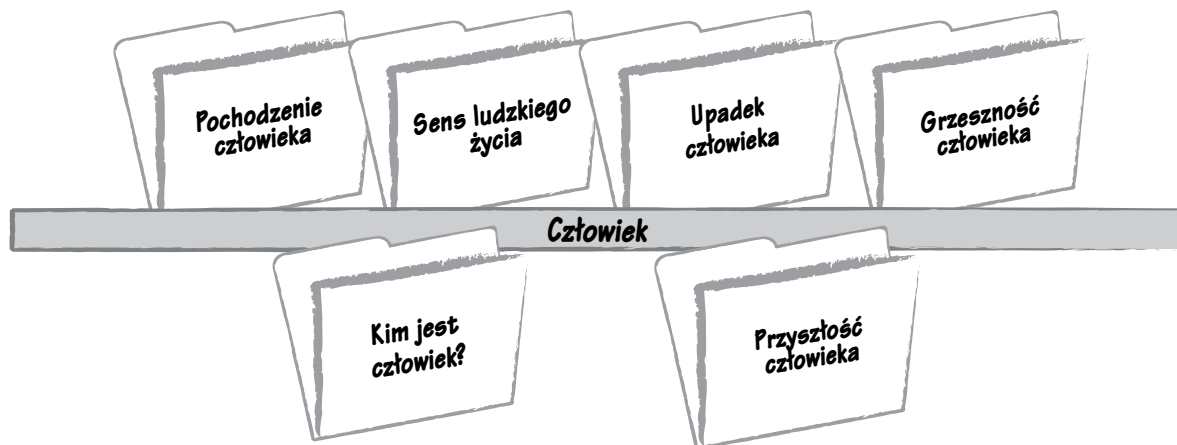 Pochodzenie
człowieka
Sens ludzkiego
życia
Upadek
człowieka
Grzeszność
człowieka
Człowiek
Kim jest
człowiek?
Przyszłość
człowieka